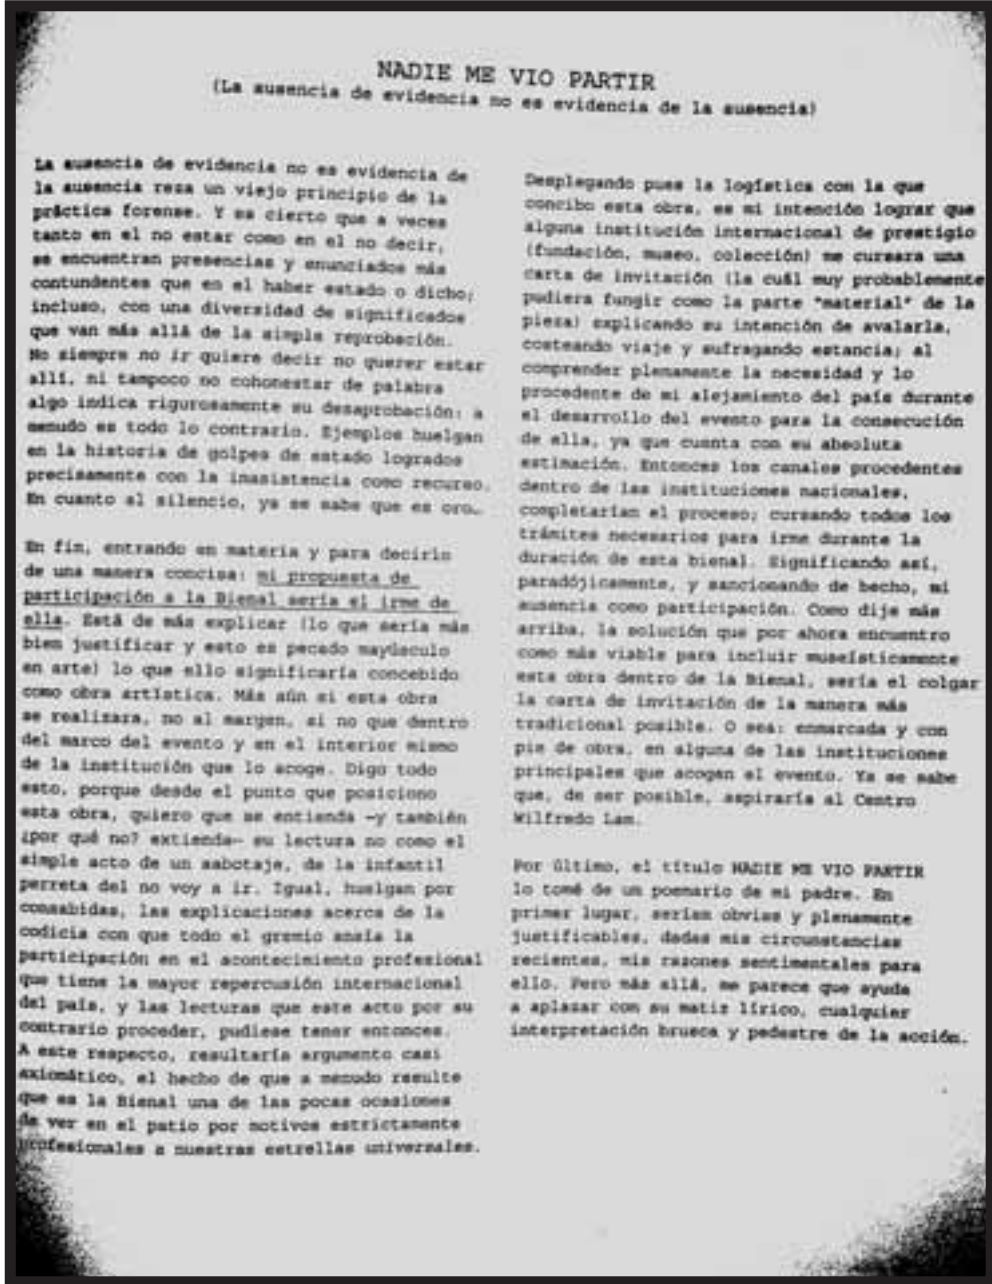 NADIE ME VIO PARTIR
(La ausencia de evidencia no es evidencia de la ausencia)
La ausencia de evidencia no es evidencia de
la ausencia reza un viejo principio de la
práctica forense. Y es cierto que a veces
tanto en el no estar como en el no decir,
se encuentran presencias y enunciados más
contundentes que en el haber estado o dicho;
incluso, con una diversidad de significados
que van más allá de la simple reprobación.
No siempre no ir quiere decir no querer estar
allí, ni tampoco no cohonestar de palabra
algo indica rigurosamente su desaprobación: a
menudo es todo lo contrario. Ejemplos huelgan
en la historia de golpes de estado logrados
precisamente con la inasistencia como recurso.
En cuanto al silencio, ya se sabe que es oro…
En fin, entrando en materia y para decirlo
de una manera concisa: mi propuesta de
participación a la Bienal sería el irme de
ella. Está de más explicar (lo que sería más
bien justificar y esto es pecado mayúsculo
en arte) lo que ello significaría concebido
como obra artística. Más aún si esta obra
se realizara, no al margen, si no que dentro
del marco del evento y en el interior mismo
de la institución que lo acoge. Digo todo
esto, porque desde el punto que posiciono
esta obra, quiero que se entienda —y también
¿por qué no? extienda— su lectura no como el
simple acto de un sabotaje, de la infantil
perreta del no voy a ir. Igual, huelgan por
consabidas, las explicaciones acerca de la
codicia con que todo el gremio ansía la
participación en el acontecimiento profesional
que tiene la mayor repercusión internacional
del país, y las lecturas que este acto por su
contrario proceder, pudiese tener entonces.
A este respecto, resultaría argumento casi
axiomático, el hecho de que a menudo resulte
que es la Bienal una de las pocas ocasiones
de ver en el patio por motivos estrictamente
profesionales a nuestras estrellas universales.
Desplegando pues la logística con la que
concibo esta obra, es mi intención lograr que
alguna institución internacional de prestigio
(fundación, museo, colección) me cursara una
carta de invitación (la cuál muy probablemente
pudiera fungir como la parte "material" de la
pieza) explicando su intención de avalarla,
costeando viaje y sufragando estancia; al
comprender plenamente la necesidad y lo
procedente de mi alejamiento del país durante
el desarrollo del evento para la consecución
de ella, ya que cuenta con su absoluta
estimación. Entonces los canales procedentes
dentro de las instituciones nacionales,
completarían el proceso; cursando todos los
trámites necesarios para irme durante la
duración de esta bienal. Significando así,
paradójicamente, y sancionando de hecho, mi
ausencia como participación. Como dije más
arriba, la solución que por ahora encuentro
como más viable para incluir museísticamente
esta obra dentro de la Bienal, sería el colgar
la carta de invitación de la manera más
tradicional posible. O sea: enmarcada y con
pie de obra, en alguna de las instituciones
principales que acogan el evento. Ya se sabe
que, de ser posible, aspiraría al Centro
Wilfredo Lam.
Por último, el título NADIE ME VIO PARTIR
lo tomé de un poemario de mi padre. En
primer lugar, serían obvias y plenamente
justificables, dadas mis circunstancias
recientes, mis razones sentimentales para
ello. Pero más allá, me parece que ayuda
a aplazar con su matiz lírico, cualquier
interpretación brusca y pedestre de la acción.